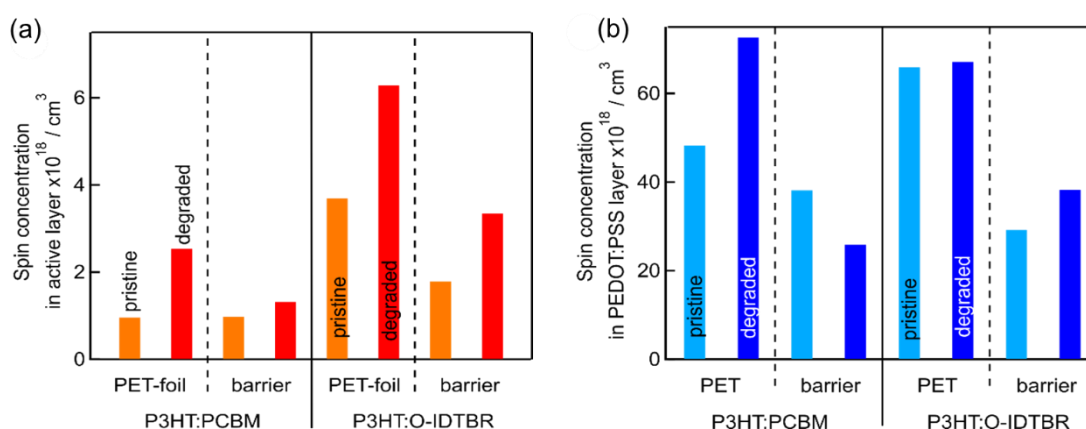 (a)
Spin concentration
in active layer x10^18 / cm^3
6
4
2
0
pristine
degraded
pristine
degraded
PET-foil
barrier
PET-foil
barrier
P3HT:PCBM
P3HT:O-IDTBR
(b)
Spin concentration
in PEDOT:PSS layer x10^18 / cm^3
60
40
20
0
pristine
degraded
pristine
degraded
PET
barrier
PET
barrier
P3HT:PCBM
P3HT:O-IDTBR